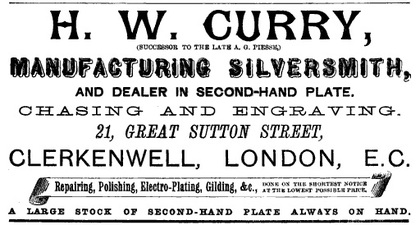 H. W. CURRY,
(SUCCESSOR TO THE LATE A. G. PIESSE,)
MANUFACTURING SILVERSMITH,
AND DEALER IN SECOND-HAND PLATE.
CHASING AND ENGRAVING.
21, GREAT SUTTON STREET,
CLERKENWELL, LONDON, E.C.
Repairing, Polishing, Electro-Plating, Gilding, &c.,
DONE ON THE SHORTEST NOTICE
AT THE LOWEST POSSIBLE PRICE.
A LARGE STOCK OF SECOND-HAND PLATE ALWAYS ON HAND.